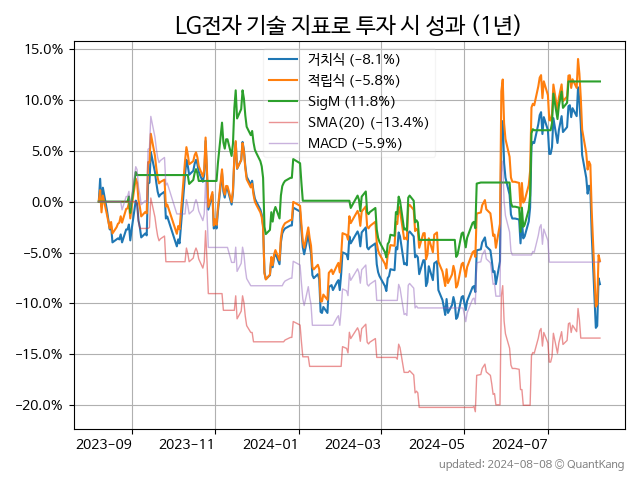 LG전자 기술 지표로 투자 시 성과 (1년)
15.0%
10.0%
5.0%
0.0%
−5.0%
−10.0%
−15.0%
−20.0%
거치식 (−8.1%)
적립식 (−5.8%)
SigM (11.8%)
SMA(20) (−13.4%)
MACD (−5.9%)
2023-09
2023-11
2024-01
2024-03
2024-05
2024-07
updated: 2024-08-08 ⓒ QuantKang